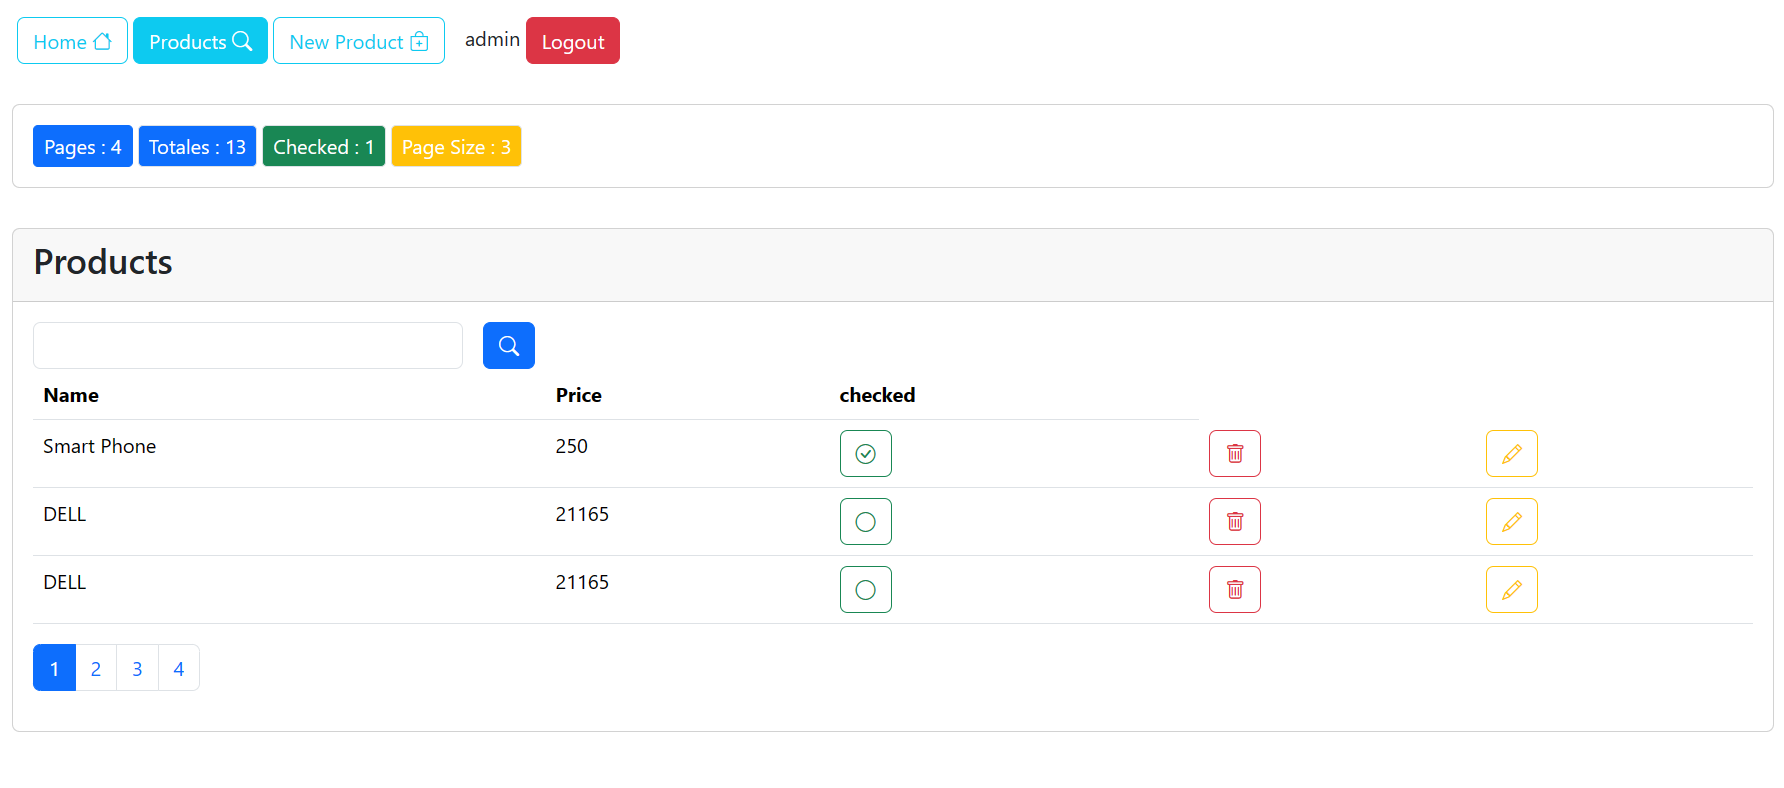 Home Products New Product admin Logout
Pages : 4 Totales : 13 Checked : 1 Page Size : 3
Products
Name Price checked
Smart Phone 250
DELL 21165
DELL 21165
1 2 3 4